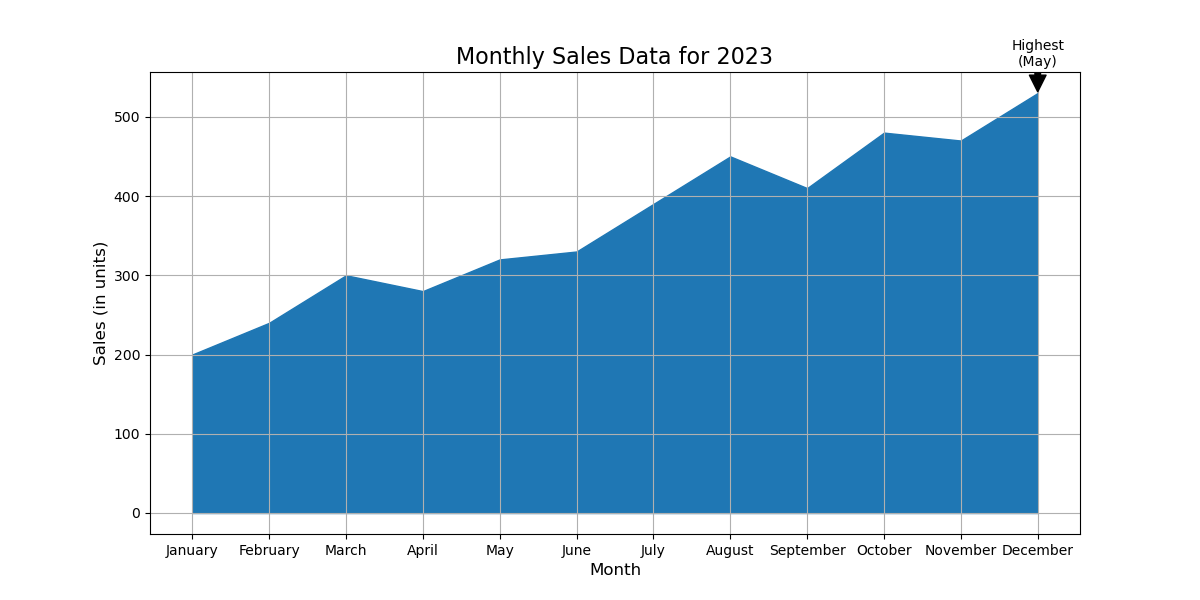 Highest
(May)
Monthly Sales Data for 2023
Sales (in units)
500
400
300
200
100
0
January February March April May June July August September October November December
Month